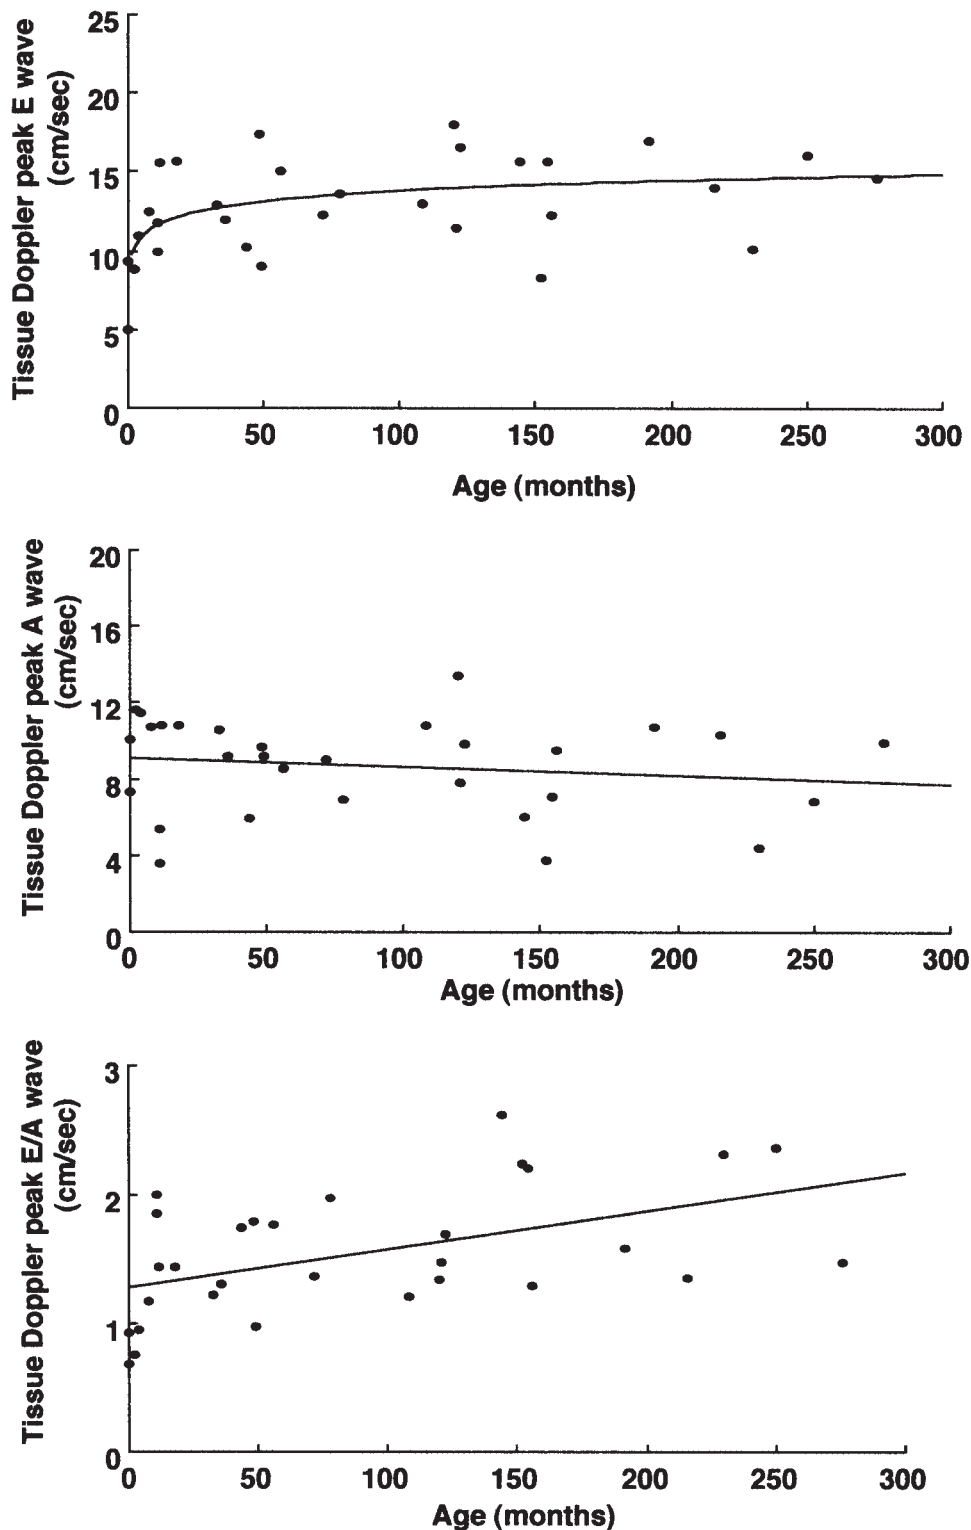 Tissue Doppler peak E wave
(cm/sec)
25
20
15
10
5
0
0 50 100 150 200 250 300
Age (months)
Tissue Doppler peak A wave
(cm/sec)
20
16
12
8
4
0
0 50 100 150 200 250 300
Age (months)
Tissue Doppler peak E/A wave
(cm/sec)
3
2
1
0
0 50 100 150 200 250 300
Age (months)